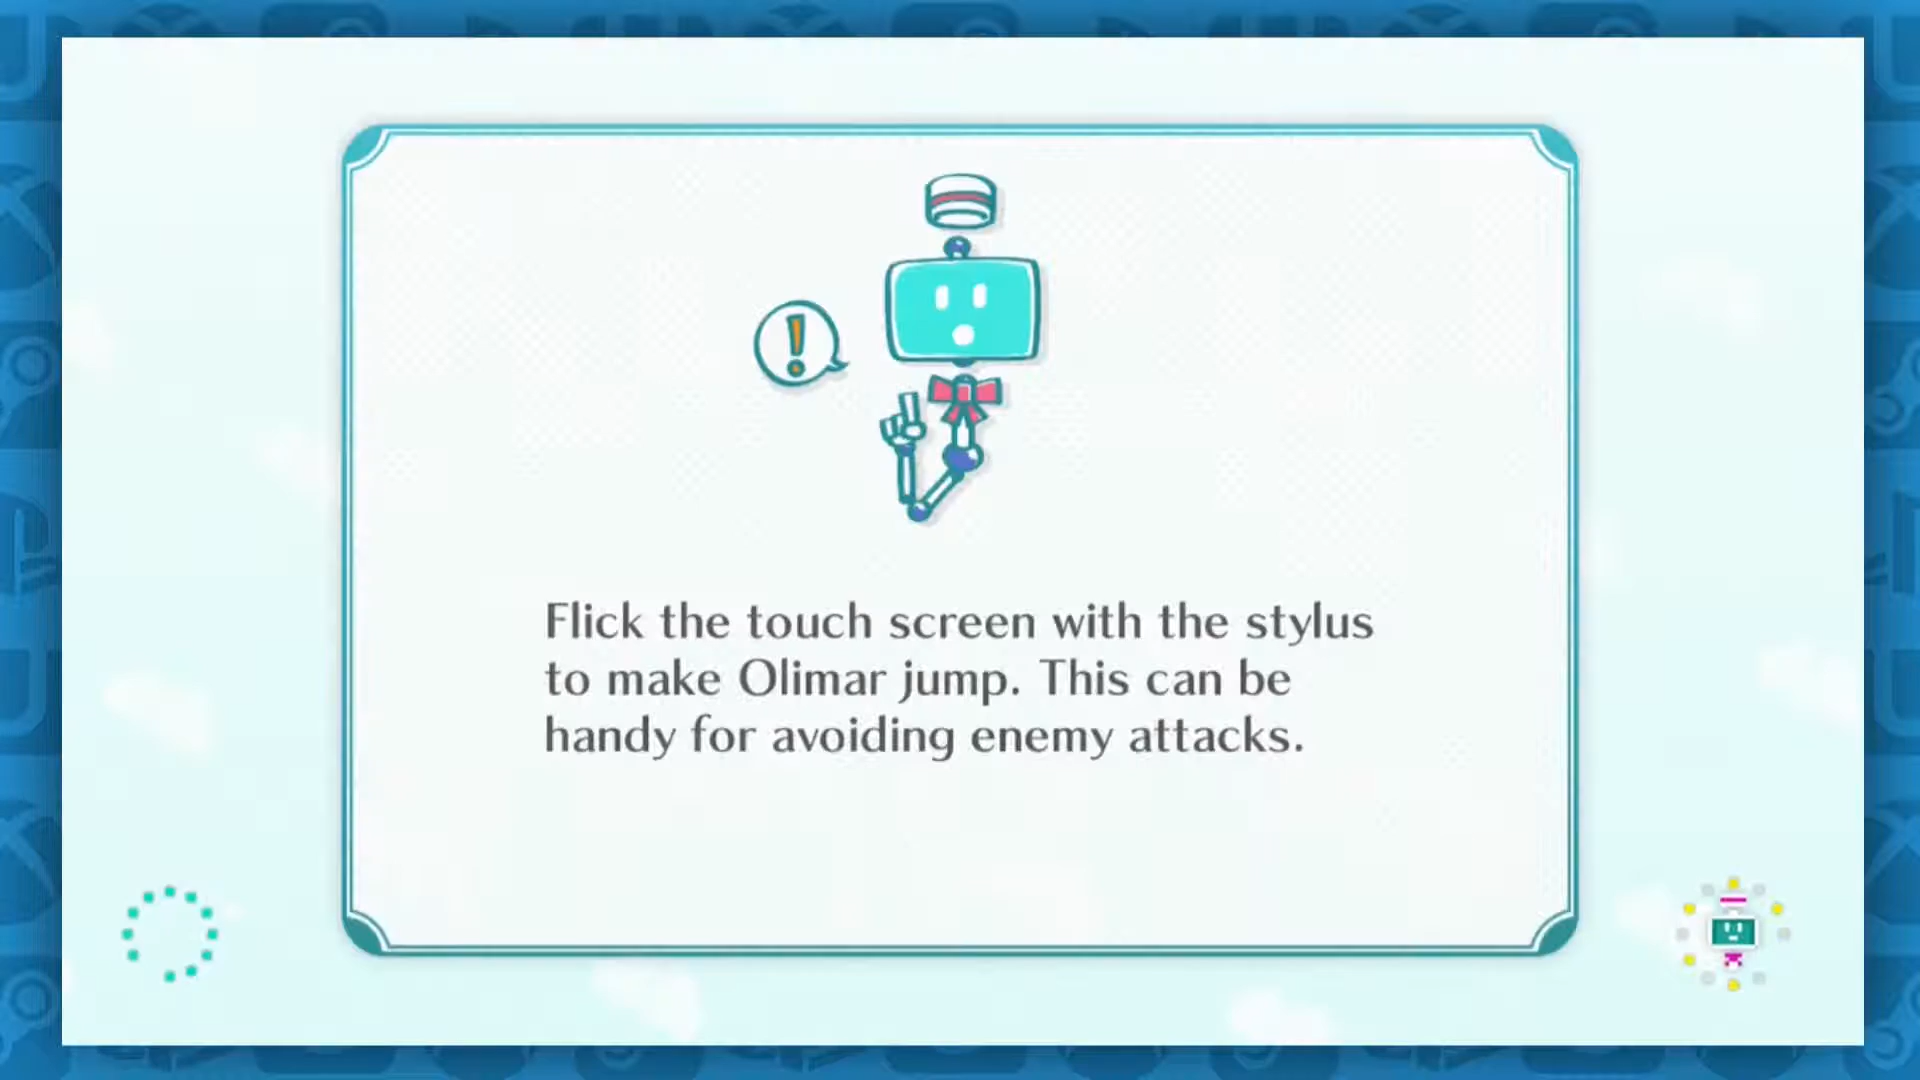 Flick the touch screen with the stylus
to make Olimar jump. This can be
handy for avoiding enemy attacks.